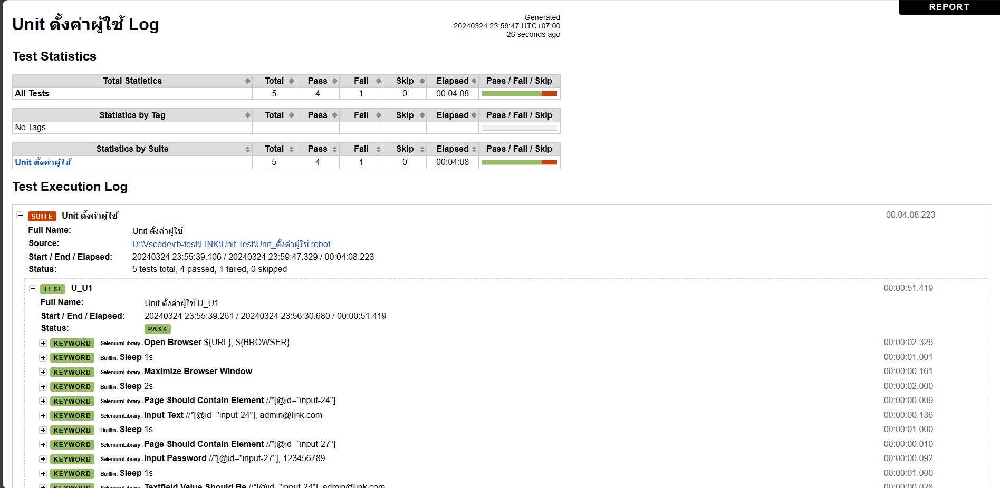 REPORT
Unit ตั้งค่าผู้ใช้ Log
Generated
20240324 23:59:47 UTC+07:00
26 seconds ago
Test Statistics
Total Statistics Total Pass Fail Skip Elapsed Pass / Fail / Skip
All Tests 5 4 1 0 00:04:08
Statistics by Tag Total Pass Fail Skip Elapsed Pass / Fail / Skip
No Tags
Statistics by Suite Total Pass Fail Skip Elapsed Pass / Fail / Skip
Unit ตั้งค่าผู้ใช้ 5 4 1 0 00:04:08
Test Execution Log
SUITE Unit ตั้งค่าผู้ใช้ 00:04:08.223
Full Name: Unit ตั้งค่าผู้ใช้
Source: D:\Vscode\rb-test\LINK\Unit Test\Unit_ตั้งค่าผู้ใช้.robot
Start / End / Elapsed: 20240324 23:55:39.106 / 20240324 23:59:47.329 / 00:04:08.223
Status: 5 tests total, 4 passed, 1 failed, 0 skipped
TEST U_U1 00:00:51.419
Full Name: Unit ตั้งค่าผู้ใช้.U_U1
Start / End / Elapsed: 20240324 23:55:39.261 / 20240324 23:56:30.680 / 00:00:51.419
Status: PASS
KEYWORD SeleniumLibrary.Open Browser ${URL}, ${BROWSER} 00:00:02.326
KEYWORD BuiltIn.Sleep 1s 00:00:01.001
KEYWORD SeleniumLibrary.Maximize Browser Window 00:00:00.161
KEYWORD BuiltIn.Sleep 2s 00:00:02.000
KEYWORD SeleniumLibrary.Page Should Contain Element //*[@id="input-24"] 00:00:00.009
KEYWORD SeleniumLibrary.Input Text //*[@id="input-24"], admin@link.com 00:00:00.136
KEYWORD BuiltIn.Sleep 1s 00:00:01.000
KEYWORD SeleniumLibrary.Page Should Contain Element //*[@id="input-27"] 00:00:00.010
KEYWORD SeleniumLibrary.Input Password //*[@id="input-27"], 123456789 00:00:00.092
KEYWORD BuiltIn.Sleep 1s 00:00:01.000
KEYWORD SeleniumLibrary.Textfield Value Should Be //*[@id="input-24"], admin@link.com 00:00:00.028